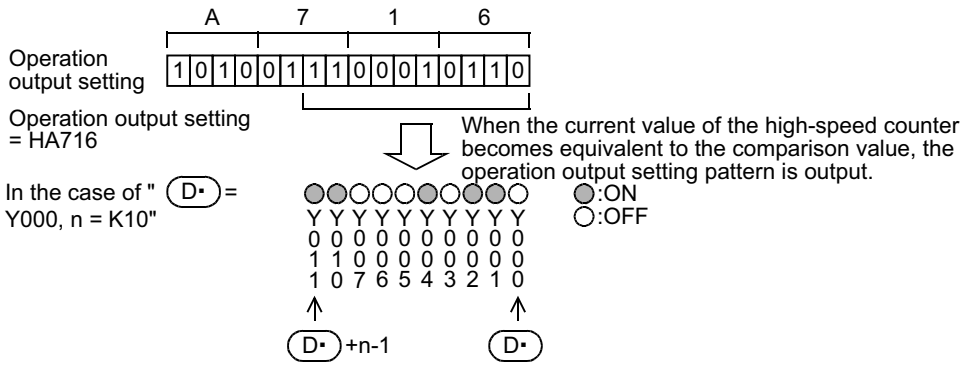 A 7 1 6
Operation
output setting
1 0 1 0 0 1 1 1 0 0 0 1 0 1 1 0
Operation output setting
= HA716
When the current value of the high-speed counter
becomes equivalent to the comparison value, the
operation output setting pattern is output.
In the case of " D· =
Y000, n = K10"
:ON
:OFF
Y Y Y Y Y Y Y Y Y Y
0 0 0 0 0 0 0 0 0 0
1 1 0 0 0 0 0 0 0 0
1 0 7 6 5 4 3 2 1 0
D· +n-1
D·